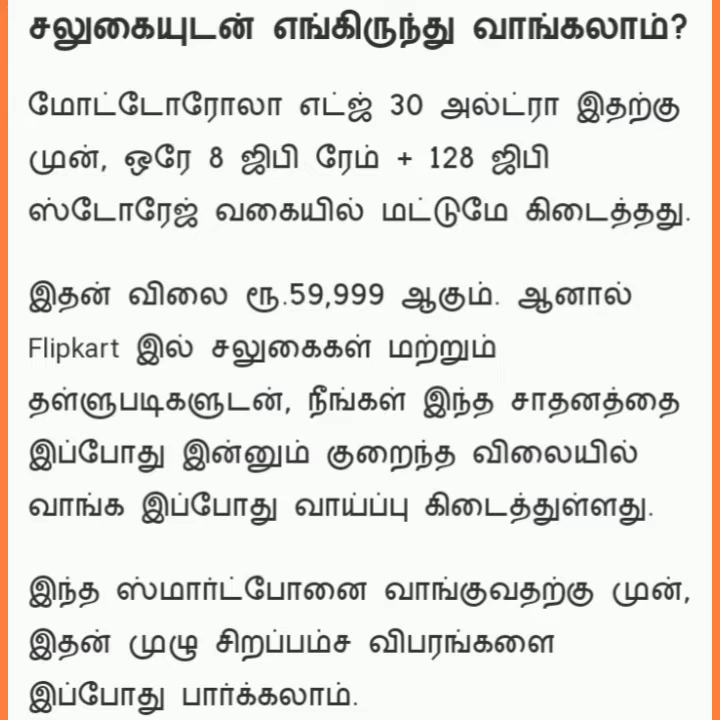 சலுகையுடன் எங்கிருந்து வாங்கலாம்?
மோட்டோரோலா எட்ஜ் 30 அல்ட்ரா இதற்கு
முன், ஒரே 8 ஜிபி ரேம் + 128 ஜிபி
ஸ்டோரேஜ் வகையில் மட்டுமே கிடைத்தது.
இதன் விலை ரூ.59,999 ஆகும். ஆனால்
Flipkart இல் சலுகைகள் மற்றும்
தள்ளுபடிகளுடன், நீங்கள் இந்த சாதனத்தை
இப்போது இன்னும் குறைந்த விலையில்
வாங்க இப்போது வாய்ப்பு கிடைத்துள்ளது.
இந்த ஸ்மார்ட்போனை வாங்குவதற்கு முன்,
இதன் முழு சிறப்பம்ச விபரங்களை
இப்போது பார்க்கலாம்.